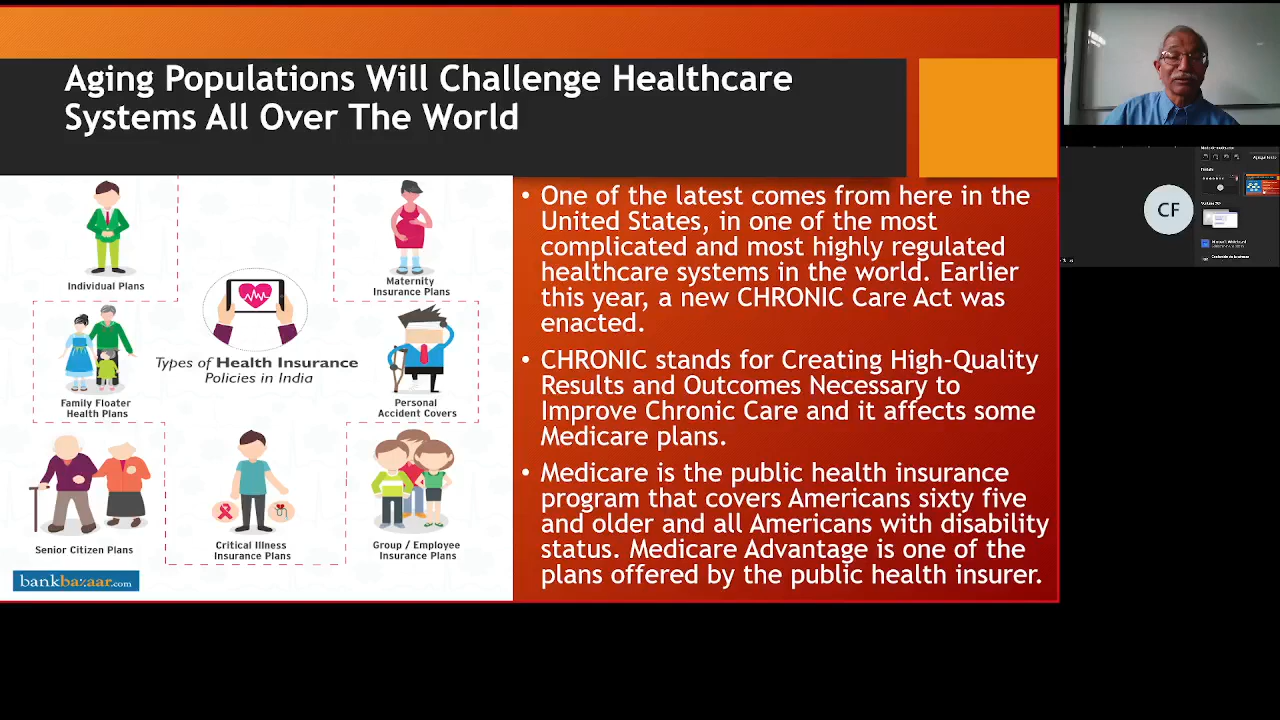 Aging Populations Will Challenge Healthcare
Systems All Over The World
Individual Plans
Maternity
Insurance Plans
Types of Health Insurance
Policies in India
Family Floater
Health Plans
Personal
Accident Covers
Senior Citizen Plans
Critical Illness
Insurance Plans
Group / Employee
Insurance Plans
bankbazaar.com
• One of the latest comes from here in the
United States, in one of the most
complicated and most highly regulated
healthcare systems in the world. Earlier
this year, a new CHRONIC Care Act was
enacted.
• CHRONIC stands for Creating High-Quality
Results and Outcomes Necessary to
Improve Chronic Care and it affects some
Medicare plans.
• Medicare is the public health insurance
program that covers Americans sixty five
and older and all Americans with disability
status. Medicare Advantage is one of the
plans offered by the public health insurer.
CF